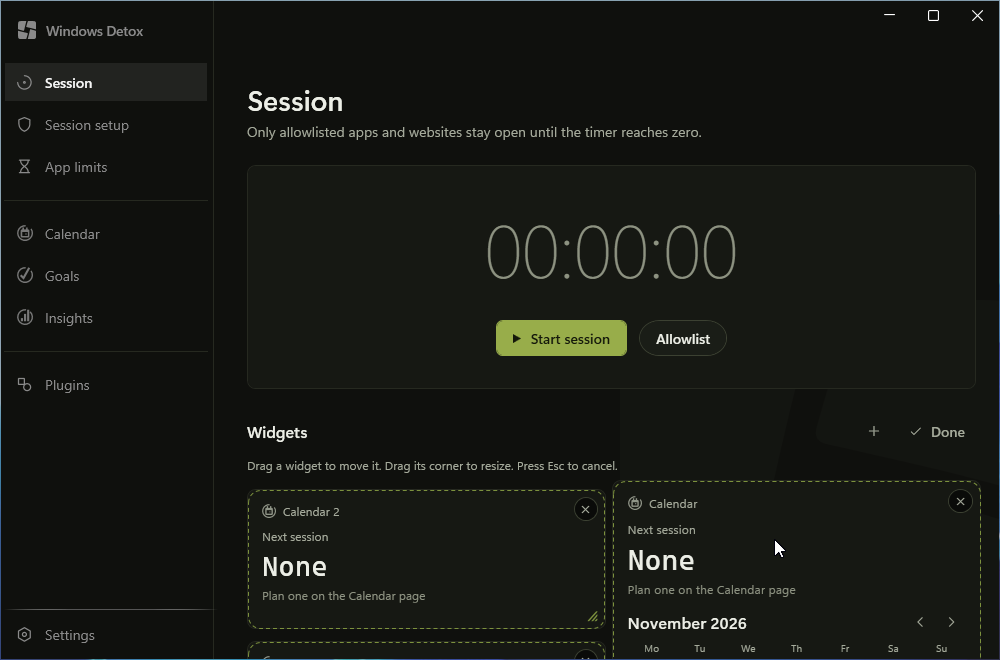 Windows Detox
Session
Session setup
App limits
Calendar
Goals
Insights
Plugins
Settings
Session
Only allowlisted apps and websites stay open until the timer reaches zero.
00:00:00
Start session
Allowlist
Widgets
Done
Drag a widget to move it. Drag its corner to resize. Press Esc to cancel.
Calendar 2
Next session
None
Plan one on the Calendar page
Calendar
Next session
None
Plan one on the Calendar page
November 2026
Mo Tu We Th Fr Sa Su